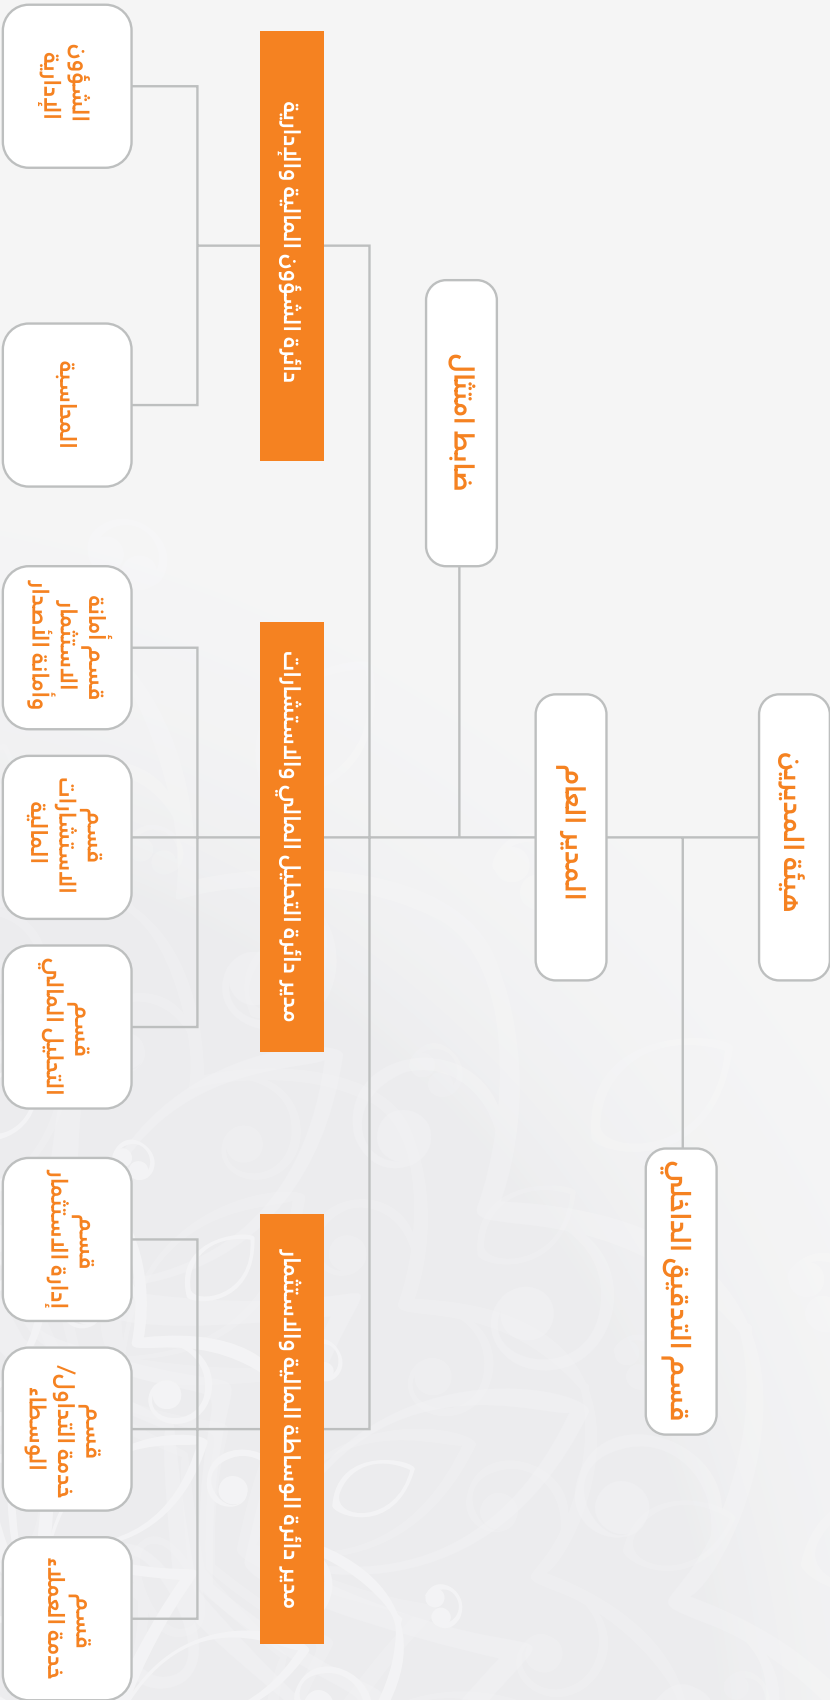 هيئة المديرين
قسم التدقيق الداخلي
المدير العام
ضابط امتثال
مدير دائرة الوساطة المالية والاستثمار
مدير دائرة التحليل المالي والاستشارات
دائرة الشؤون المالية والإدارية
قسم
خدمة العملاء
قسم
خدمة التداول/
الوسطاء
قسم
إدارة الاستثمار
قسم
التحليل المالي
قسم
الاستشارات
المالية
قسم أمانة
الاستثمار
وأمانة الأصدار
المحاسبة
الشؤون
الإدارية